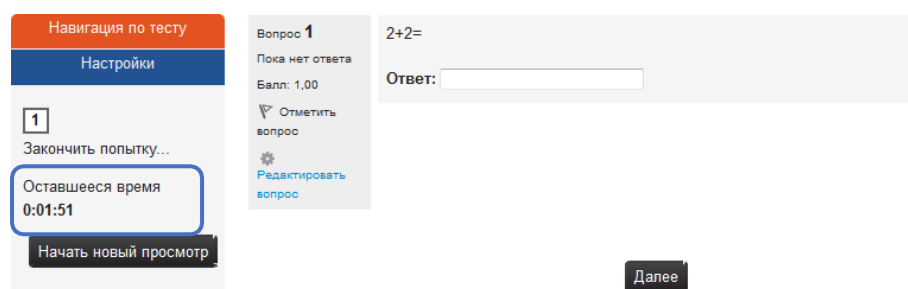 Навигация по тесту
Настройки
1
Закончить попытку...
Оставшееся время
0:01:51
Начать новый просмотр
Вопрос 1
Пока нет ответа
Балл: 1,00
Отметить
вопрос
Редактировать
вопрос
2+2=
Ответ:
Далее